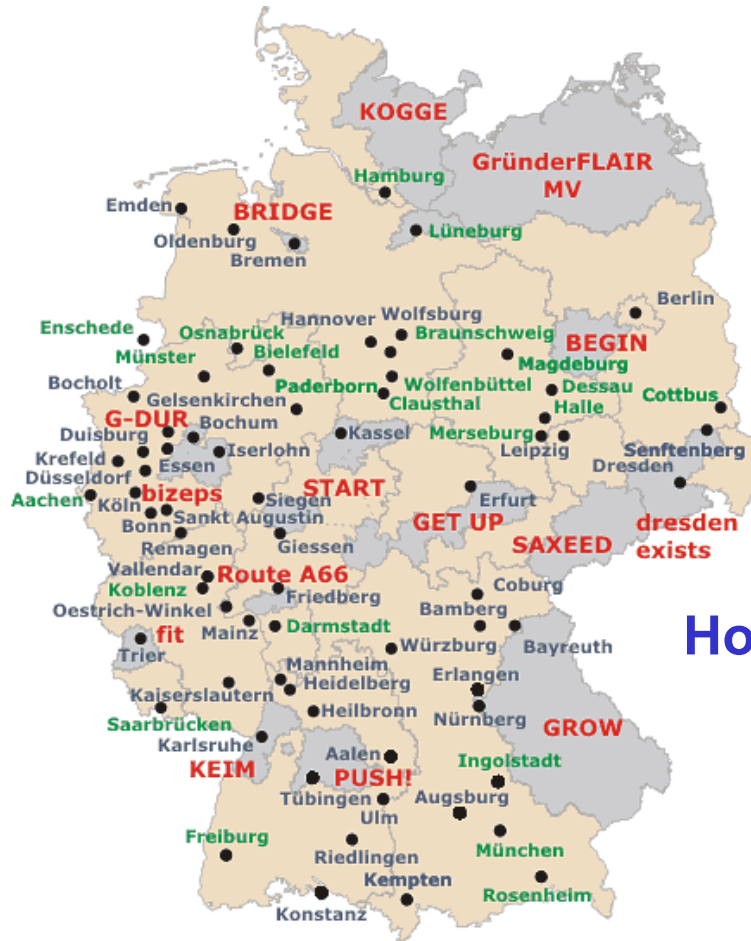 KOGGE
GründerFLAIR
MV
Hamburg
Emden
BRIDGE
Lüneburg
Oldenburg
Bremen
Berlin
Hannover
Wolfsburg
Enschede
Osnabrück
Braunschweig
BEGIN
Münster
Bielefeld
Magdeburg
Bocholt
Paderborn
Wolfenbüttel
Dessau
Gelsenkirchen
Clausthal
Halle
Cottbus
G-DUR
Bochum
Kassel
Merseburg
Duisburg
Iserlohn
Leipzig
Senftenberg
Krefeld
Essen
Dresden
Düsseldorf
bizeps
START
Aachen
Köln
Siegen
Erfurt
Bonn
Sankt Augustin
GET UP
dresden
exists
Remagen
Giessen
SAXEED
Vallendar
Route A66
Koblenz
Friedberg
Coburg
Oestrich-Winkel
Bamberg
fit
Mainz
Darmstadt
Ho
Trier
Würzburg
Bayreuth
Mannheim
Erlangen
Kaiserslautern
Heidelberg
Saarbrücken
Heilbronn
Nürnberg
GROW
Karlsruhe
Aalen
Ingolstadt
KEIM
PUSH!
Tübingen
Augsburg
Ulm
Freiburg
Riedlingen
München
Kempten
Rosenheim
Konstanz